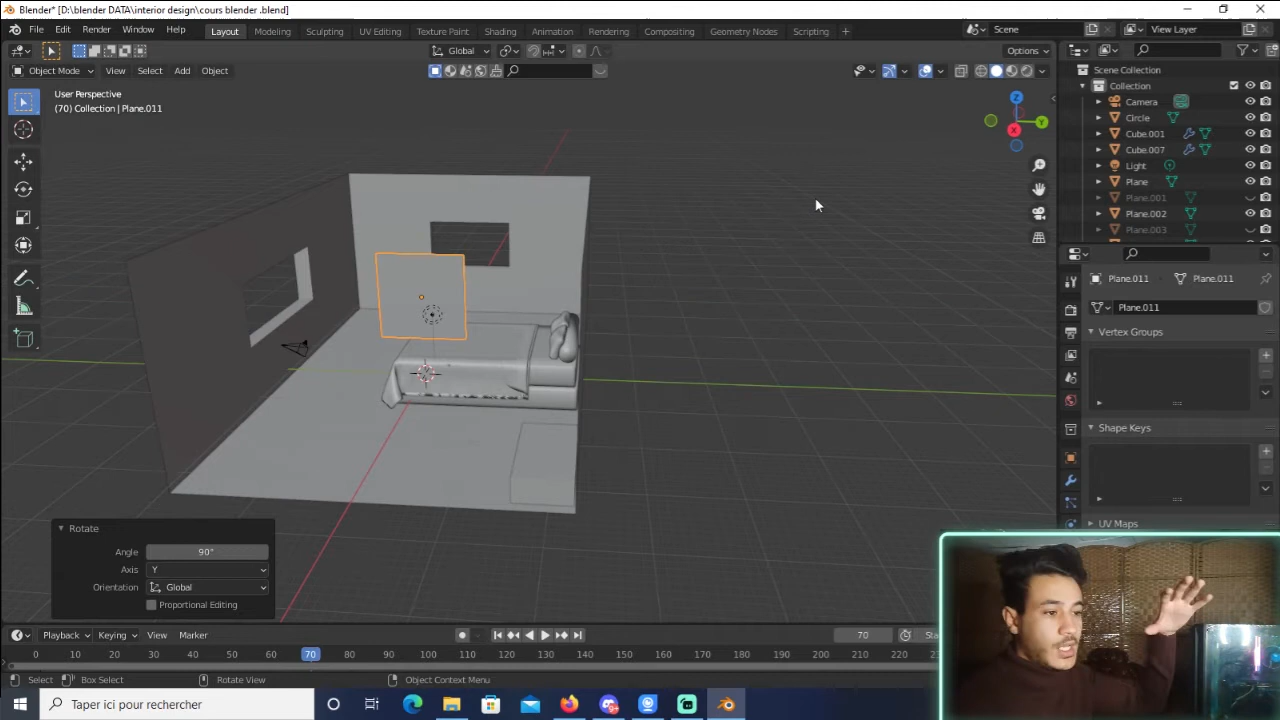 Blender* [D:\blender DATA\interior design\cours blender .blend]
File Edit Render Window Help Layout Modeling Sculpting UV Editing Texture Paint Shading Animation Rendering Compositing Geometry Nodes Scripting + Scene View Layer
Global Options
Object Mode View Select Add Object
User Perspective
(70) Collection | Plane.011
Z
Y
X
Scene Collection
Collection
Camera
Circle
Cube.001
Cube.007
Light
Plane
Plane.001
Plane.002
Plane.003
Plane.011 Plane.011
Plane.011
Vertex Groups
Shape Keys
UV Maps
Rotate
Angle 90°
Axis Y
Orientation Global
Proportional Editing
Playback Keying View Marker 70
0 50 60 70 80 90 100 110 120 130 140 150 160 170 180 190 200 210 220 230
Select Box Select Rotate View Object Context Menu
Taper ici pour rechercher